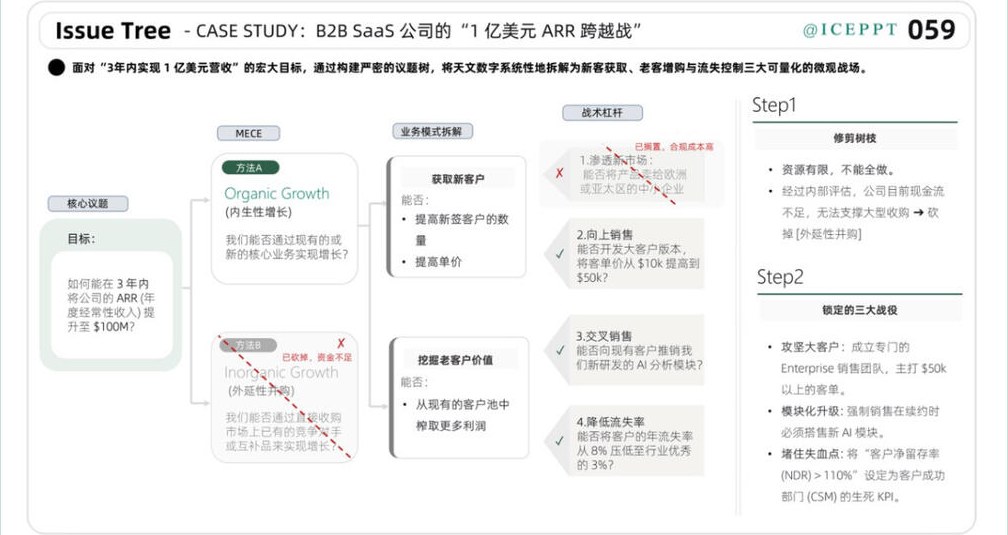 Issue Tree - CASE STUDY：B2B SaaS 公司的“1 亿美元 ARR 跨越战”
@ICEPPT 059
面对“3年内实现 1 亿美元营收”的宏大目标，通过构建严密的议题树，将天文数字系统性地拆解为新客获取、老客增购与流失控制三大可量化的微观战场。
核心议题
目标：
如何能在 3 年内
将公司的 ARR (年
度经常性收入) 提
升至 $100M？
MECE
方法A
Organic Growth
(内生性增长)
我们能否通过现有的或
新的核心业务实现增长？
方法B
✗
已砍掉，资金不足
Inorganic Growth
(外延性并购)
我们能否通过直接收购
市场上已有的竞争对手
或互补品来实现增长？
业务模式拆解
获取新客户
能否：
• 提高新签客户的数
量
• 提高单价
挖掘老客户价值
能否：
• 从现有的客户池中
榨取更多利润
战术杠杆
已搁置，合规成本高
✗
1.渗透新市场：
能否将产品卖给欧洲
或亚太区的中小企业
✓
2.向上销售
能否开发大客户版本，
将客单价从 $10k 提高到
$50k？
✓
3.交叉销售
能否向现有客户推销我
们新研发的 AI 分析模块？
✓
4.降低流失率
能否将客户的年流失率
从 8% 压低至行业优秀
的 3%？
Step1
修剪树枝
• 资源有限，不能全做。
• 经过内部评估，公司目前现金流
不足，无法支撑大型收购 ➔ 砍
掉 [外延性并购]
Step2
锁定的三大战役
• 攻坚大客户：成立专门的
Enterprise 销售团队，主打 $50k
以上的客单。
• 模块化升级: 强制销售在续约时
必须搭售新 AI 模块。
• 堵住失血点: 将 “客户净留存率
(NDR) > 110%” 设定为客户成功
部门 (CSM) 的生死 KPI。